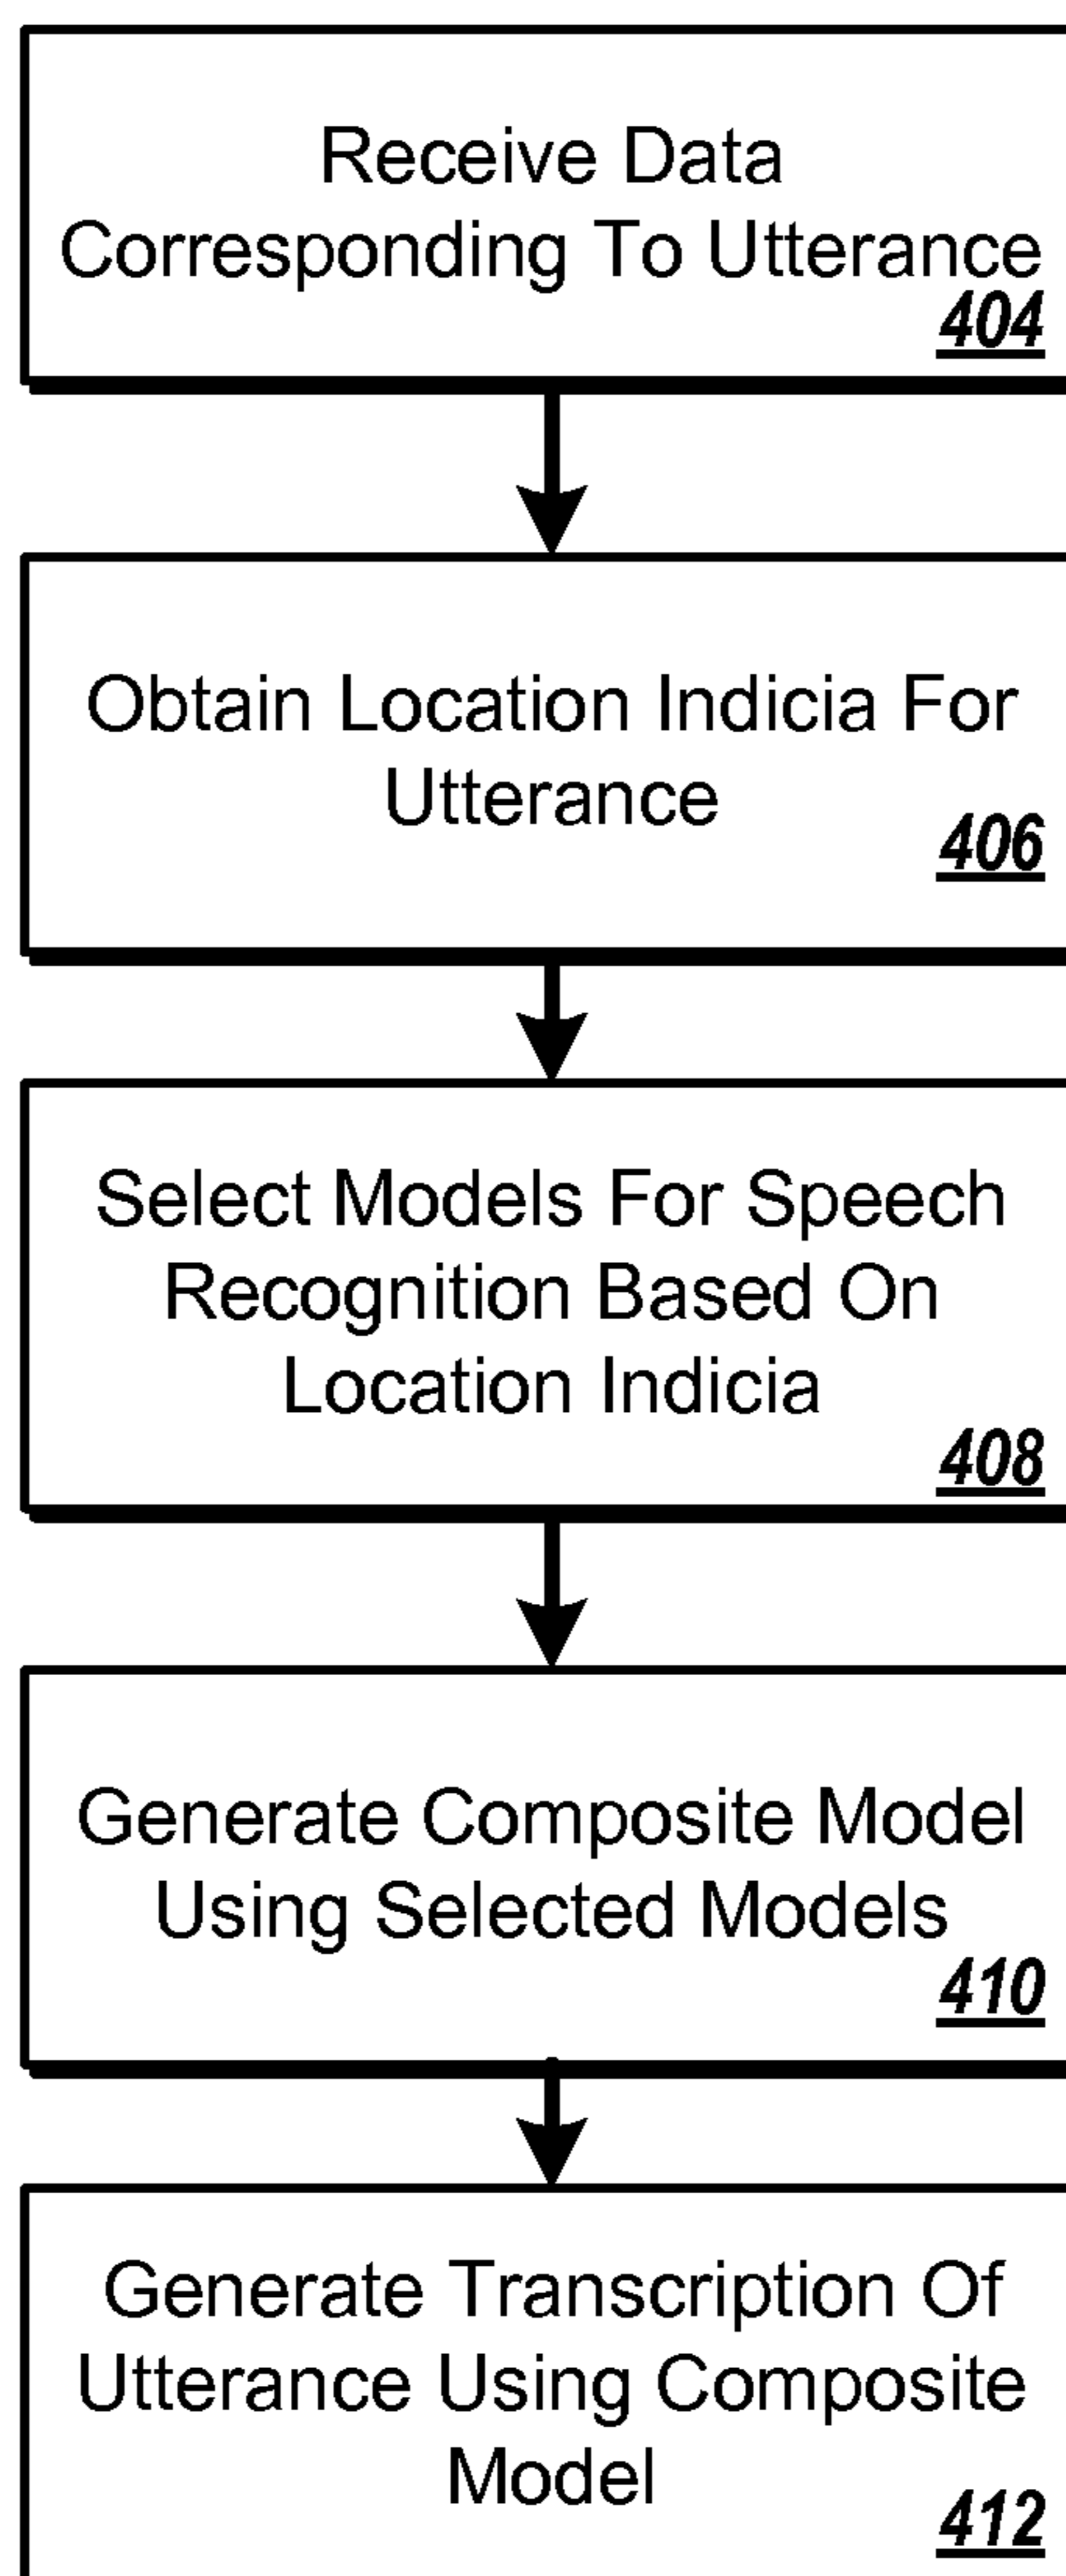 Receive Data
Corresponding To Utterance
404
Obtain Location Indicia For
Utterance
406
Select Models For Speech
Recognition Based On
Location Indicia
408
Generate Composite Model
Using Selected Models
410
Generate Transcription Of
Utterance Using Composite
Model
412